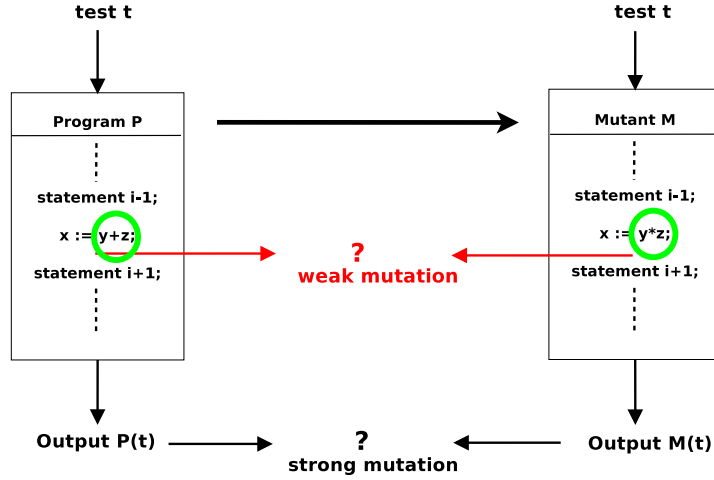 test t
test t
Program P
Mutant M
statement i-1;
x := y+z;
statement i+1;
statement i-1;
x := y*z;
statement i+1;
?
weak mutation
Output P(t)
?
strong mutation
Output M(t)